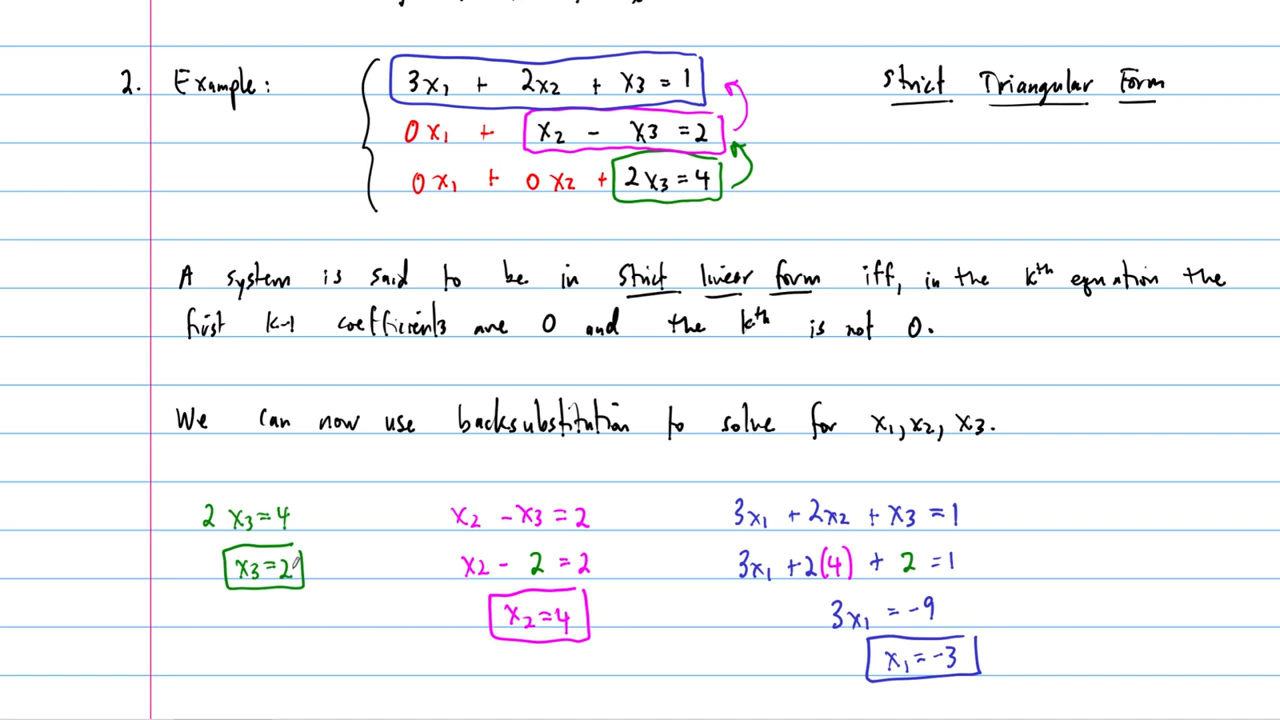 2. Example: 3x₁ + 2x₂ + x₃ = 1 Strict Triangular Form
0x₁ + x₂ - x₃ = 2
0x₁ + 0x₂ + 2x₃ = 4
A system is said to be in strict linear form iff, in the kᵗʰ equation the
first k-1 coefficients are 0 and the kᵗʰ is not 0.
We can now use backsubstitution to solve for x₁, x₂, x₃.
2x₃ = 4
x₃ = 2
x₂ - x₃ = 2
x₂ - 2 = 2
x₂ = 4
3x₁ + 2x₂ + x₃ = 1
3x₁ + 2(4) + 2 = 1
3x₁ = -9
x₁ = -3